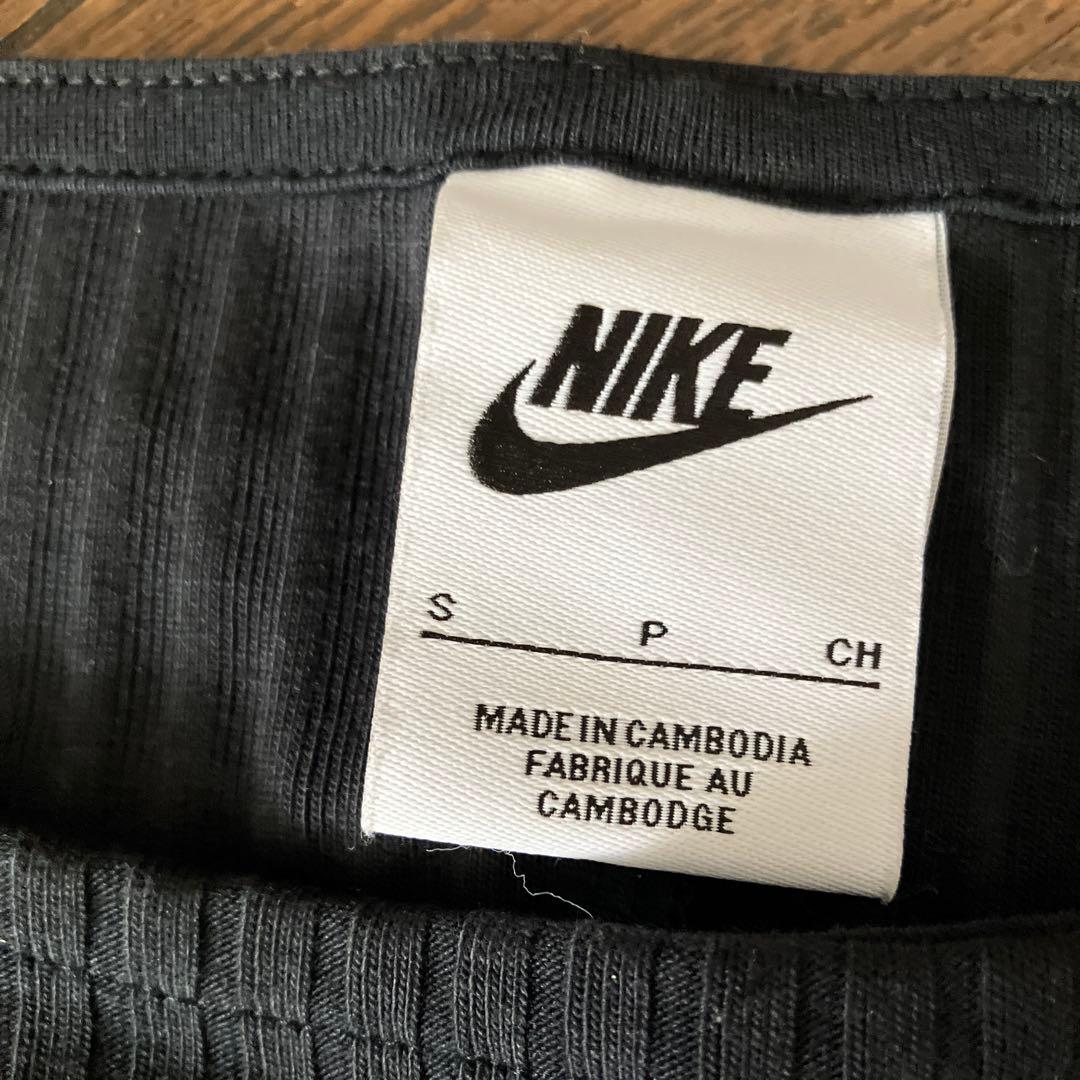 NIKE
S P CH
MADE IN CAMBODIA
FABRIQUE AU
CAMBODGE